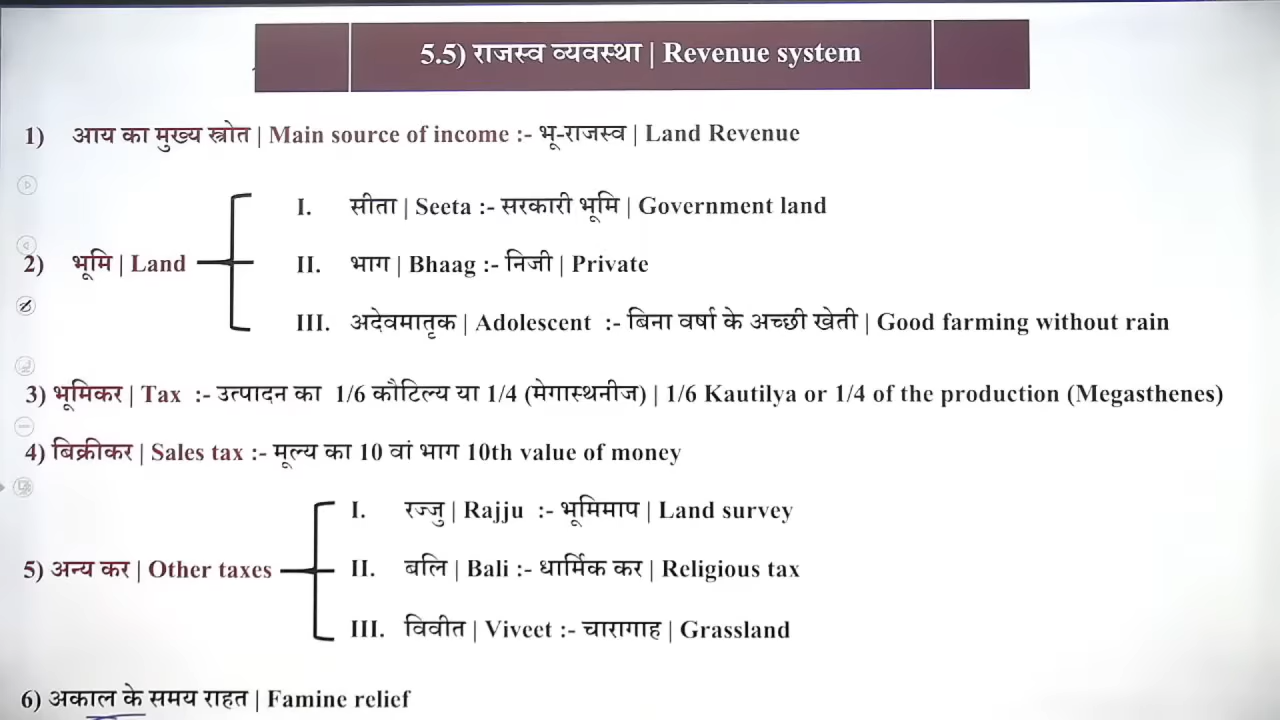 5.5) राजस्व व्यवस्था | Revenue system
1) आय का मुख्य स्त्रोत | Main source of income :- भू-राजस्व | Land Revenue
I. सीता | Seeta :- सरकारी भूमि | Government land
2) भूमि | Land
II. भाग | Bhaag :- निजी | Private
III. अदेवमातृक | Adolescent :- बिना वर्षा के अच्छी खेती | Good farming without rain
3) भूमिकर | Tax :- उत्पादन का 1/6 कौटिल्य या 1/4 (मेगास्थनीज) | 1/6 Kautilya or 1/4 of the production (Megasthenes)
4) बिक्रीकर | Sales tax :- मूल्य का 10 वां भाग 10th value of money
I. रज्जु | Rajju :- भूमिमाप | Land survey
5) अन्य कर | Other taxes
II. बलि | Bali :- धार्मिक कर | Religious tax
III. विवीत | Viveet :- चारागाह | Grassland
6) अकाल के समय राहत | Famine relief